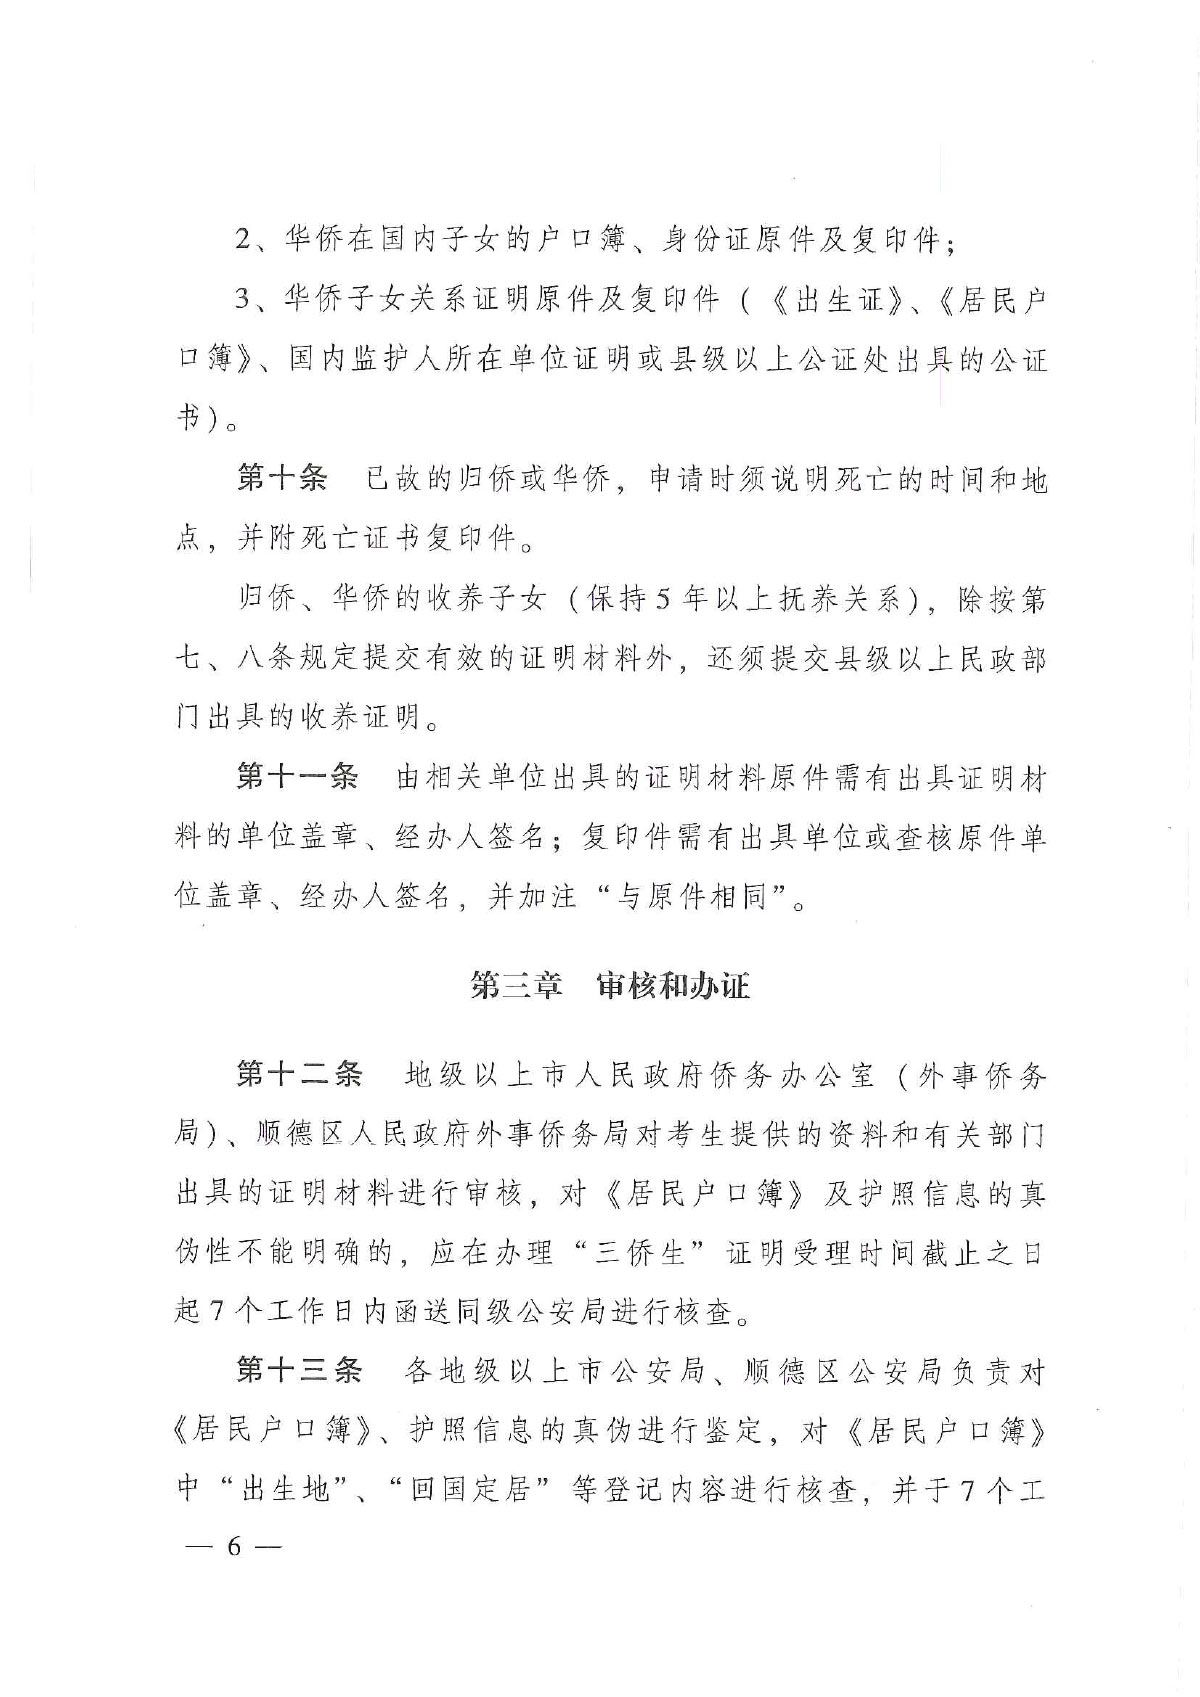 2、华侨在国内子女的户口簿、身份证原件及复印件；
3、华侨子女关系证明原件及复印件（《出生证》、《居民户
口簿》、国内监护人所在单位证明或县级以上公证处出具的公证
书）。
第十条　已故的归侨或华侨，申请时须说明死亡的时间和地
点，并附死亡证书复印件。
归侨、华侨的收养子女（保持5年以上抚养关系），除按第
七、八条规定提交有效的证明材料外，还须提交县级以上民政部
门出具的收养证明。
第十一条　由相关单位出具的证明材料原件需有出具证明材
料的单位盖章、经办人签名；复印件需有出具单位或查核原件单
位盖章、经办人签名，并加注“与原件相同”。
第三章　审核和办证
第十二条　地级以上市人民政府侨务办公室（外事侨务
局）、顺德区人民政府外事侨务局对考生提供的资料和有关部门
出具的证明材料进行审核，对《居民户口簿》及护照信息的真
伪性不能明确的，应在办理“三侨生”证明受理时间截止之日
起7个工作日内函送同级公安局进行核查。
第十三条　各地级以上市公安局、顺德区公安局负责对
《居民户口簿》、护照信息的真伪进行鉴定，对《居民户口簿》
中“出生地”、“回国定居”等登记内容进行核查，并于7个工
— 6 —